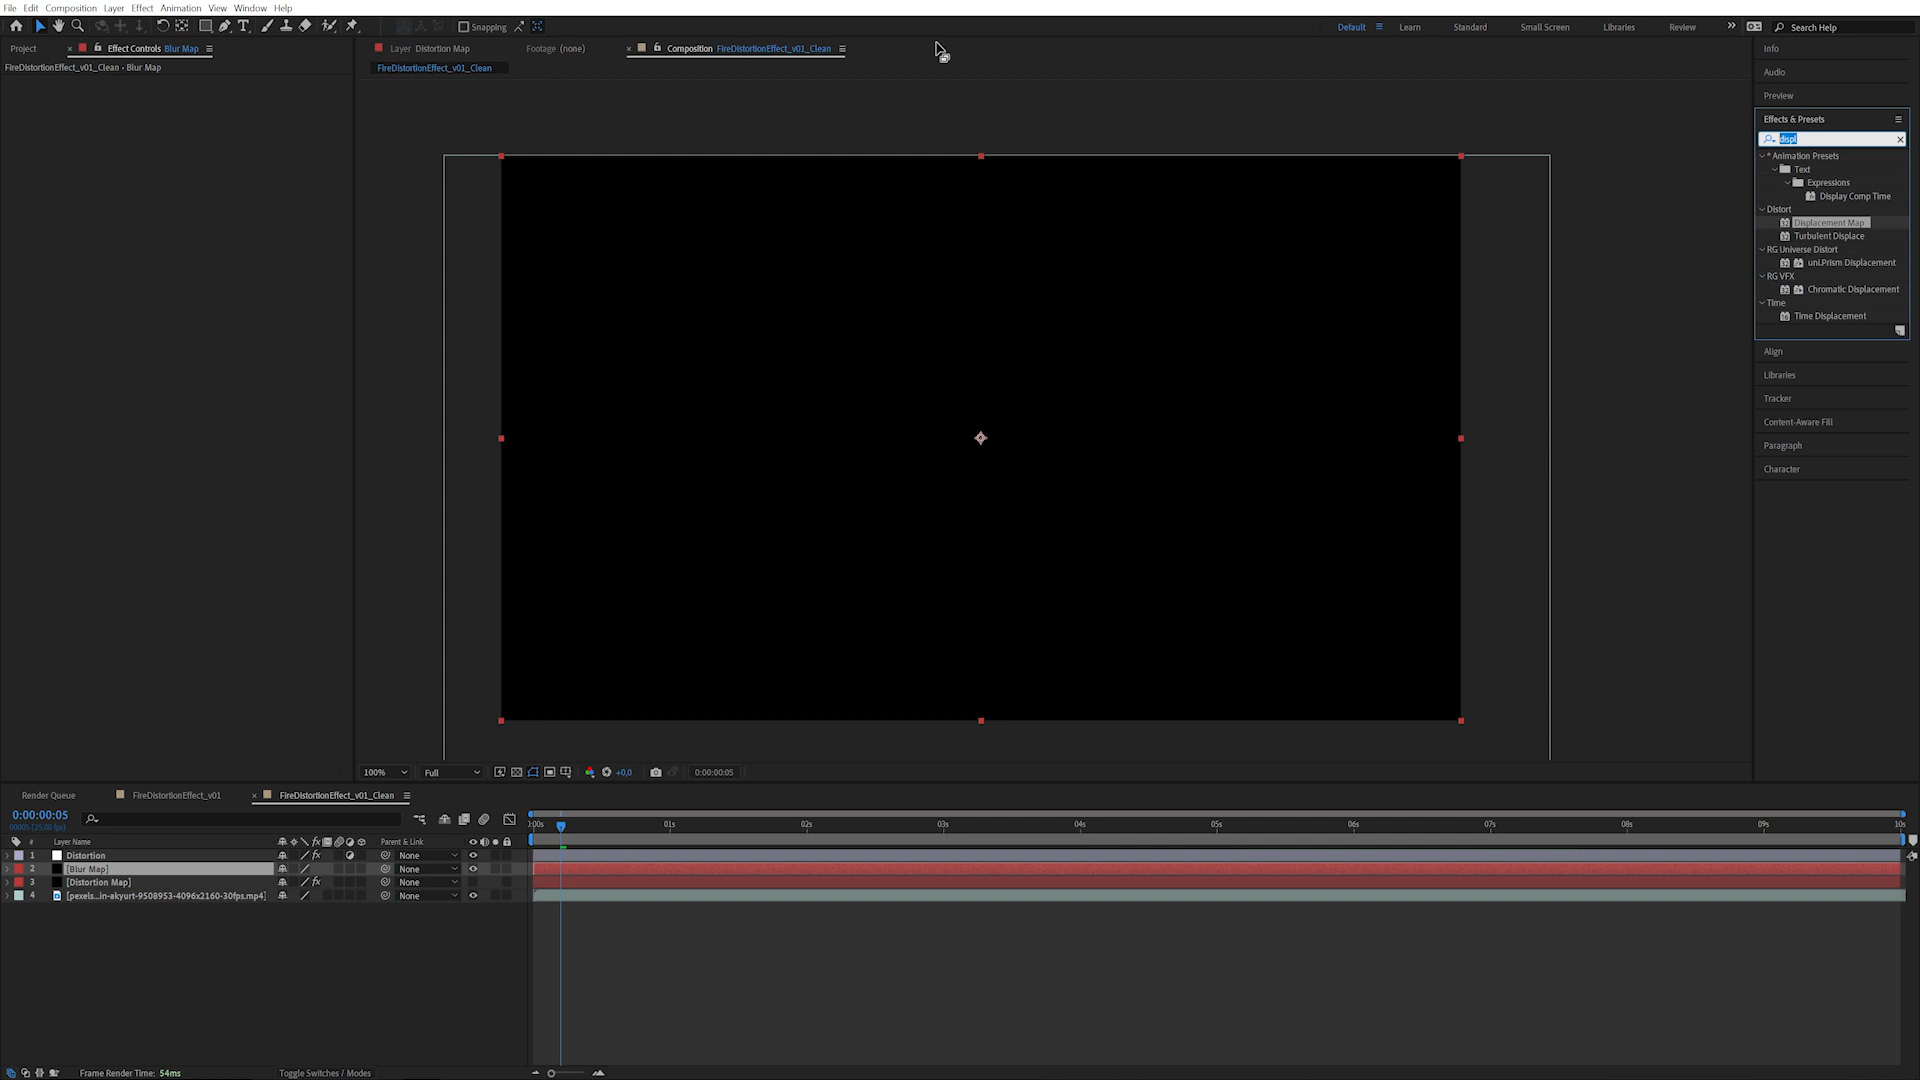 File Edit Composition Layer Effect Animation View Window Help
Snapping
Default Learn Standard Small Screen Libraries Review » Search Help
Project × Effect Controls Blur Map
Layer Distortion Map Footage (none) × Composition FireDistortionEffect_v01_Clean
Info
FireDistortionEffect_v01_Clean • Blur Map
FireDistortionEffect_v01_Clean
Audio
Preview
Effects & Presets
displ
* Animation Presets
Text
Expressions
Display Comp Time
Distort
Displacement Map
Turbulent Displace
RG Universe Distort
uni.Prism Displacement
RG VFX
Chromatic Displacement
Time
Time Displacement
Align
Libraries
Tracker
Content-Aware Fill
Paragraph
Character
100% Full +0,0 0:00:00:05
Render Queue FireDistortionEffect_v01 × FireDistortionEffect_v01_Clean
0:00:00:05
00005 (25.00 fps)
:00s 01s 02s 03s 04s 05s 06s 07s 08s 09s 10s
# Layer Name Parent & Link
1 Distortion None
2 [Blur Map] None
3 [Distortion Map] None
4 [pexels...in-akyurt-9508953-4096x2160-30fps.mp4] None
Frame Render Time: 54ms Toggle Switches / Modes